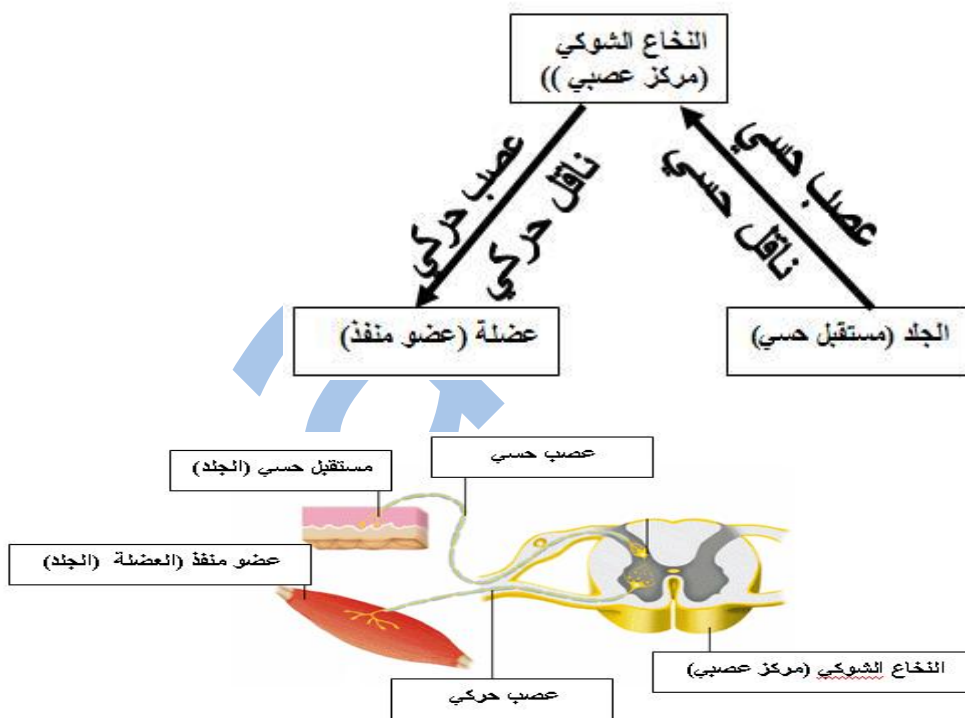 النخاع الشوكي
(مركز عصبي ))
عصب حسي
ناقل حسي
عصب حركي
ناقل حركي
الجلد (مستقبل حسي)
عضلة (عضو منفذ)
عصب حسي
مستقبل حسي (الجلد)
عضو منفذ (العضلة (الجلد)
النخاع الشوكي (مركز عصبي)
عصب حركي